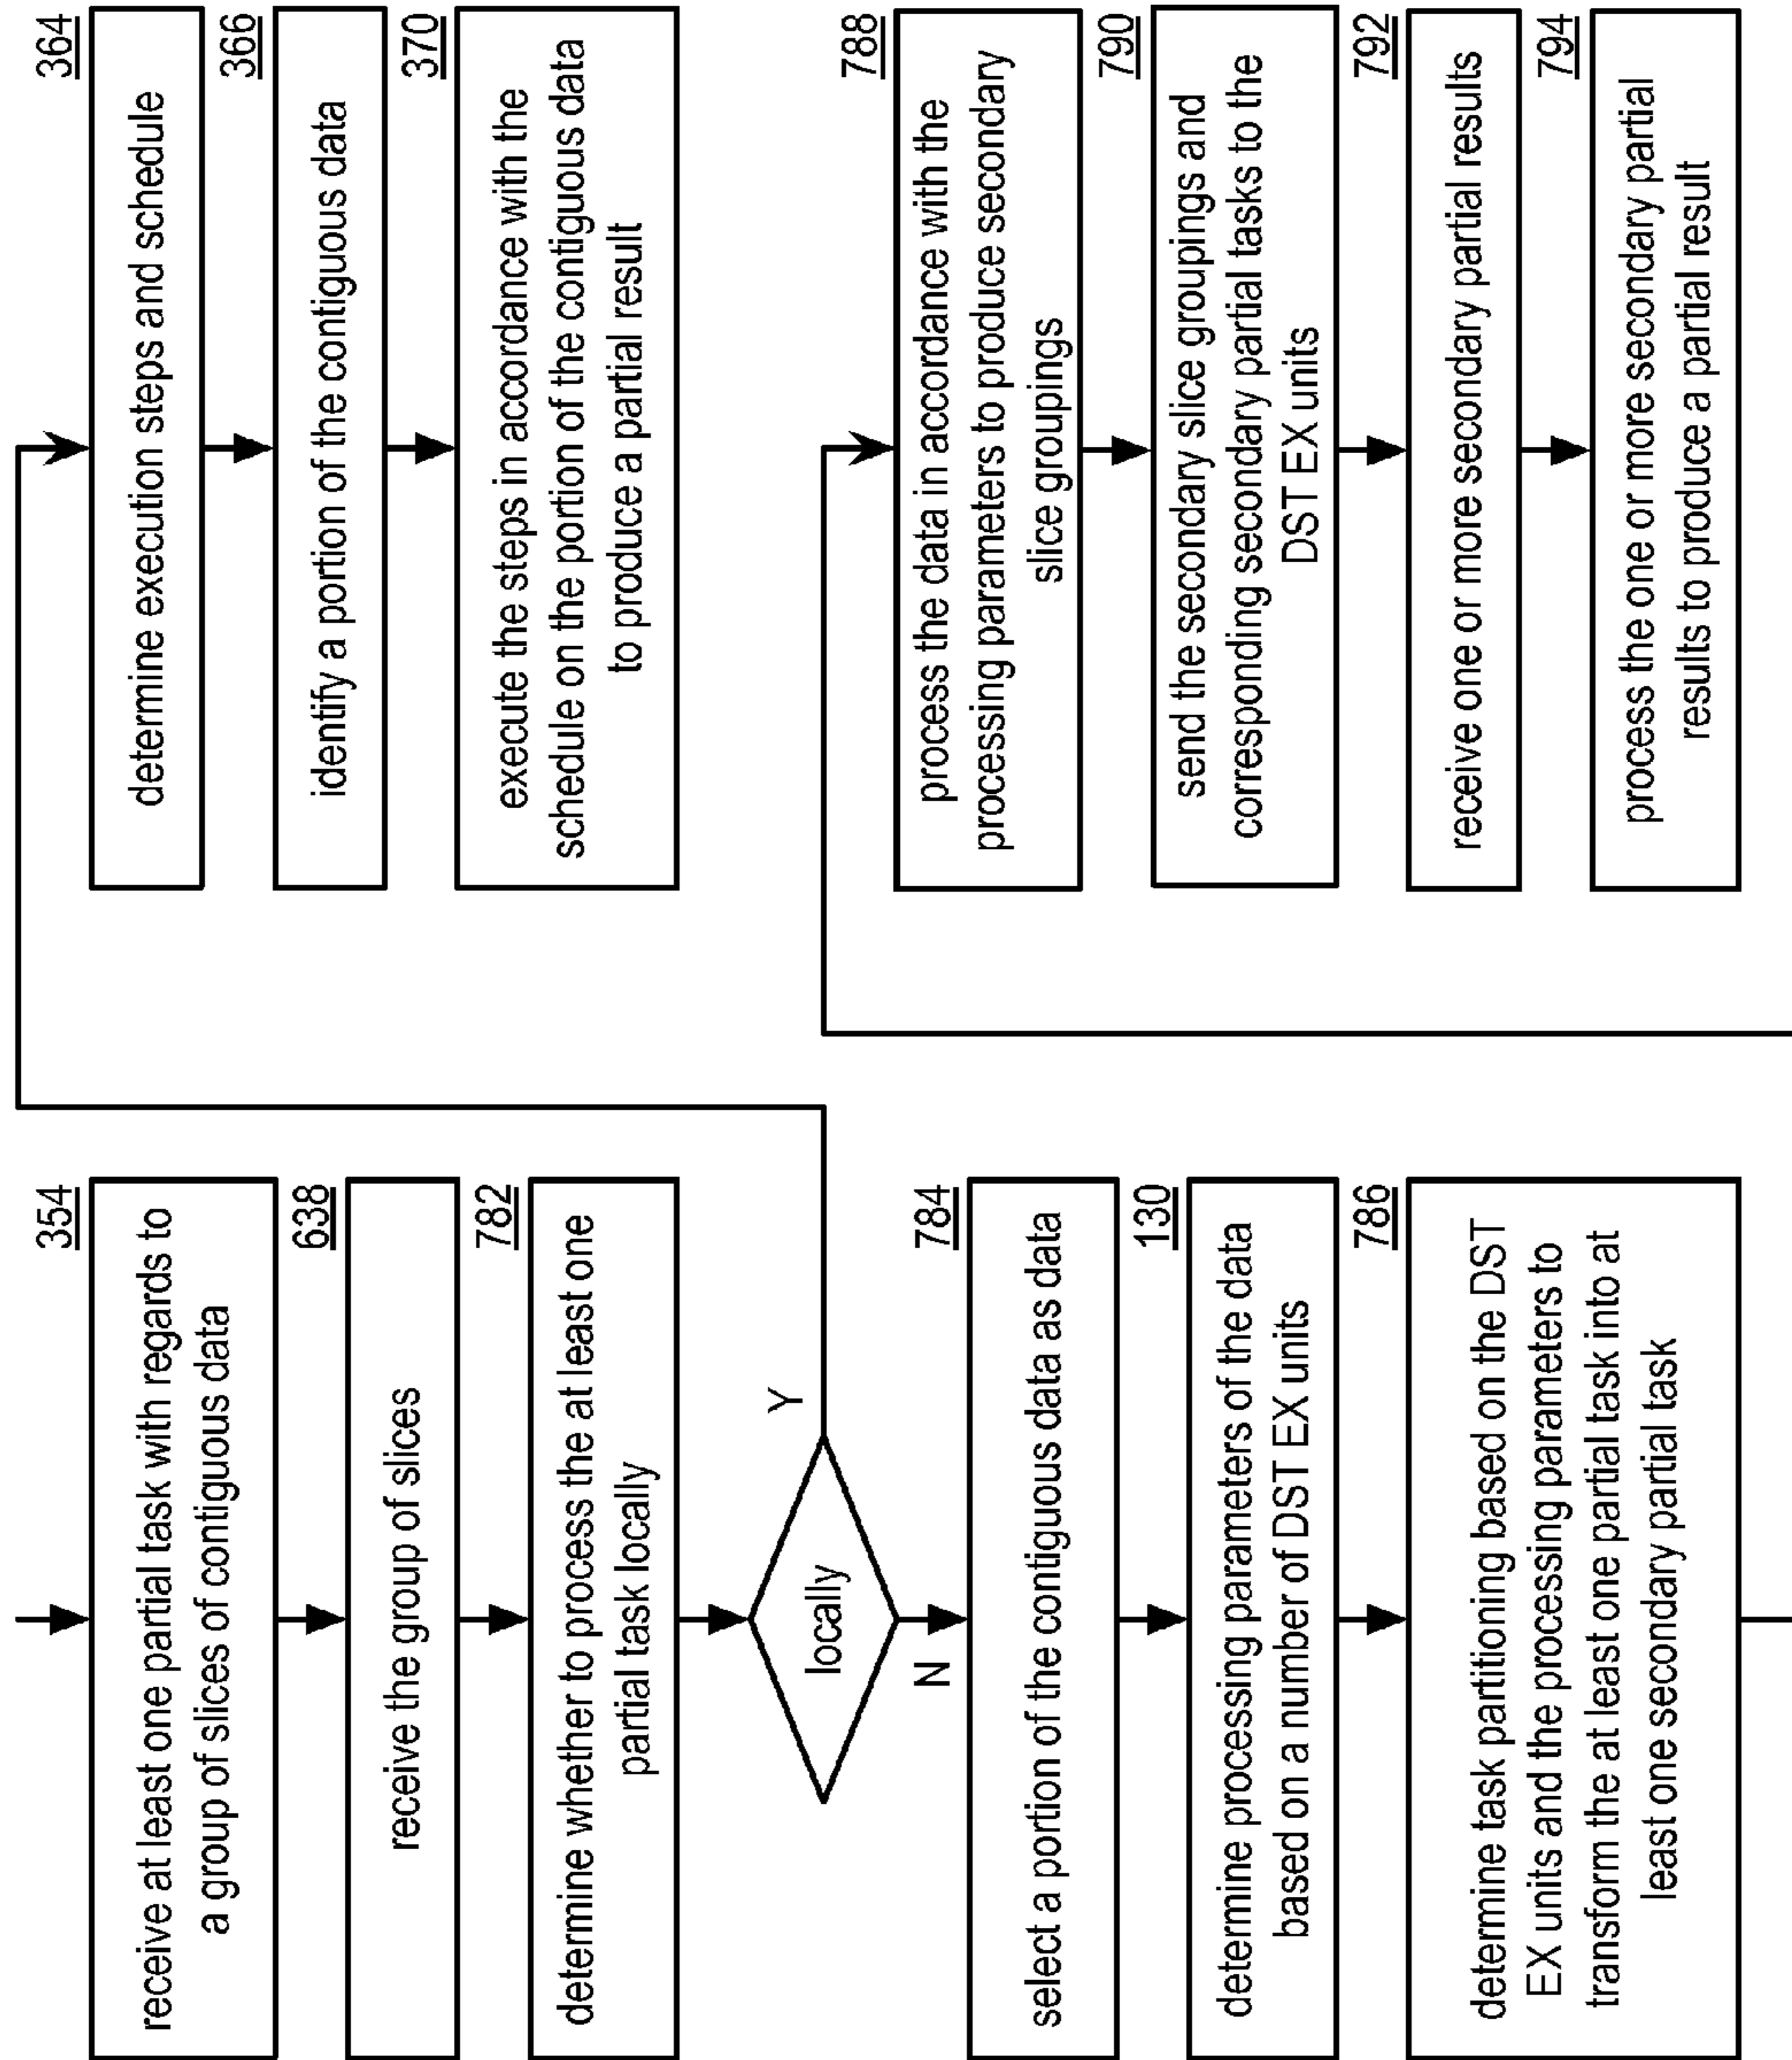 354
receive at least one partial task with regards to
a group of slices of contiguous data
638
receive the group of slices
782
determine whether to process the at least one
partial task locally
locally
Y
N
784
select a portion of the contiguous data as data
130
determine processing parameters of the data
based on a number of DST EX units
786
determine task partitioning based on the DST
EX units and the processing parameters to
transform the at least one partial task into at
least one secondary partial task
364
determine execution steps and schedule
366
identify a portion of the contiguous data
370
execute the steps in accordance with the
schedule on the portion of the contiguous data
to produce a partial result
788
process the data in accordance with the
processing parameters to produce secondary
slice groupings
790
send the secondary slice groupings and
corresponding secondary partial tasks to the
DST EX units
792
receive one or more secondary partial results
794
process the one or more secondary partial
results to produce a partial result